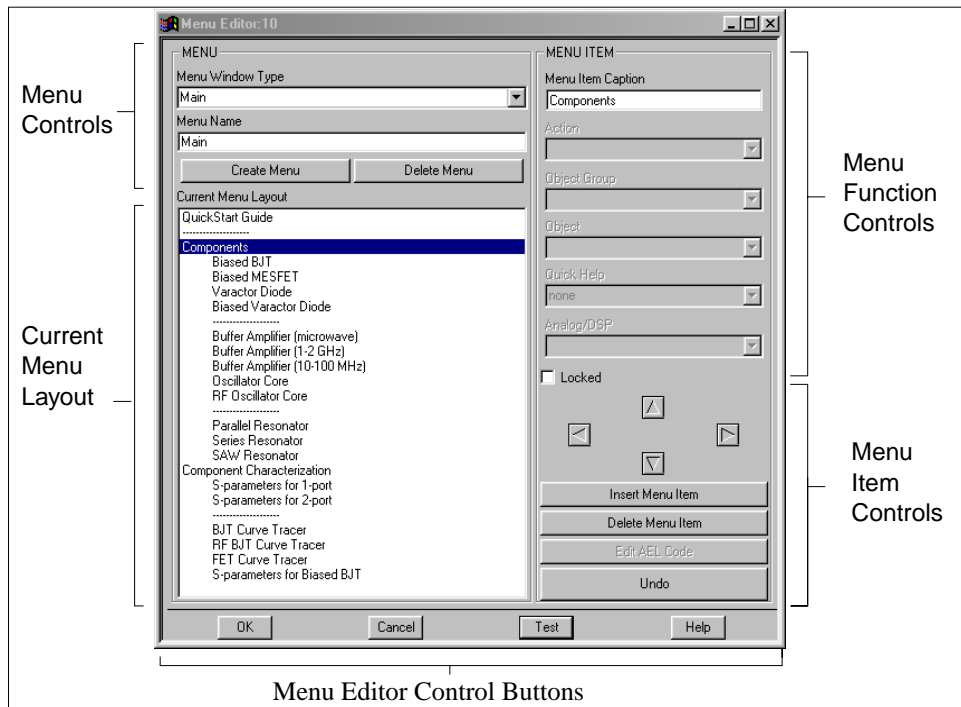 Menu Editor:10
MENU
Menu Window Type
Main
Menu Name
Main
Create Menu
Delete Menu
Current Menu Layout
QuickStart Guide
--------------------
Components
Biased BJT
Biased MESFET
Varactor Diode
Biased Varactor Diode
--------------------
Buffer Amplifier (microwave)
Buffer Amplifier (1-2 GHz)
Buffer Amplifier (10-100 MHz)
Oscillator Core
RF Oscillator Core
--------------------
Parallel Resonator
Series Resonator
SAW Resonator
Component Characterization
S-parameters for 1-port
S-parameters for 2-port
--------------------
BJT Curve Tracer
RF BJT Curve Tracer
FET Curve Tracer
S-parameters for Biased BJT
MENU ITEM
Menu Item Caption
Components
Action
Object Group
Object
Quick Help
none
Analog/DSP
Locked
Insert Menu Item
Delete Menu Item
Edit AEL Code
Undo
OK
Cancel
Test
Help
Menu
Controls
Current
Menu
Layout
Menu
Function
Controls
Menu
Item
Controls
Menu Editor Control Buttons